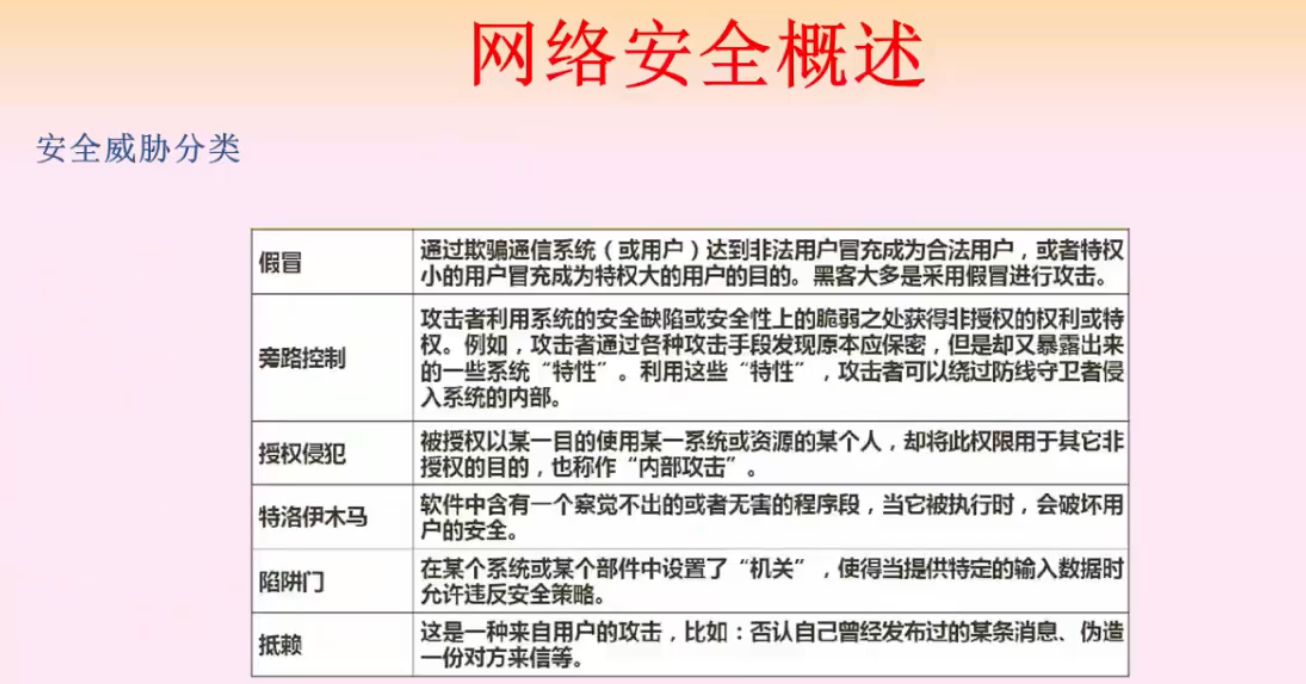 网络安全概述
安全威胁分类
假冒
通过欺骗通信系统（或用户）达到非法用户冒充成为合法用户，或者特权
小的用户冒充成为特权大的用户的目的。黑客大多是采用假冒进行攻击。
旁路控制
攻击者利用系统的安全缺陷或安全性上的脆弱之处获得非授权的权利或特
权。例如，攻击者通过各种攻击手段发现原本应保密，但是却又暴露出来
的一些系统“特性”。利用这些“特性”，攻击者可以绕过防线守卫者侵
入系统的内部。
授权侵犯
被授权以某一目的使用某一系统或资源的某个人，却将此权限用于其它非
授权的目的，也称作“内部攻击”。
特洛伊木马
软件中含有一个察觉不出的或者无害的程序段，当它被执行时，会破坏用
户的安全。
陷阱门
在某个系统或某个部件中设置了“机关”，使得当提供特定的输入数据时
允许违反安全策略。
抵赖
这是一种来自用户的攻击，比如：否认自己曾经发布过的某条消息、伪造
一份对方来信等。